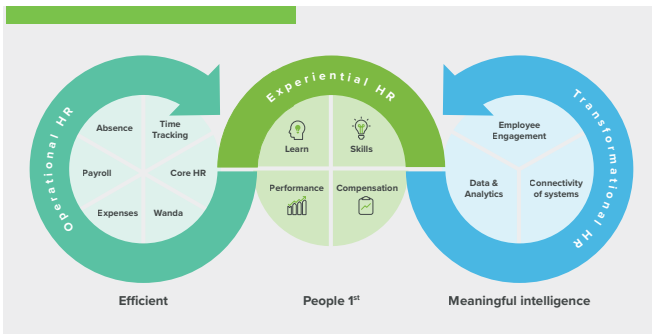 Operational HR
Absence
Time
Tracking
Payroll
Core HR
Expenses
Wanda
Efficient
Experiential HR
Learn
Skills
Performance
Compensation
People 1st
Transformational HR
Employee
Engagement
Data &
Analytics
Connectivity
of systems
Meaningful intelligence